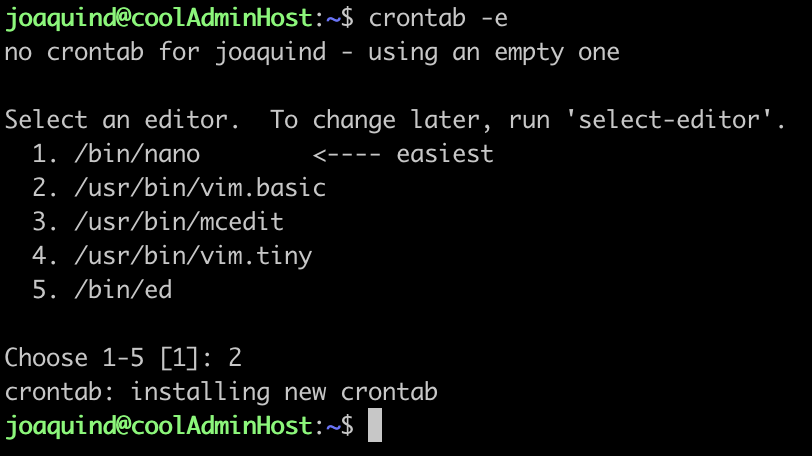 joaquind@coolAdminHost:~$ crontab -e
no crontab for joaquind - using an empty one

Select an editor.  To change later, run 'select-editor'.
  1. /bin/nano        <---- easiest
  2. /usr/bin/vim.basic
  3. /usr/bin/mcedit
  4. /usr/bin/vim.tiny
  5. /bin/ed

Choose 1-5 [1]: 2
crontab: installing new crontab
joaquind@coolAdminHost:~$